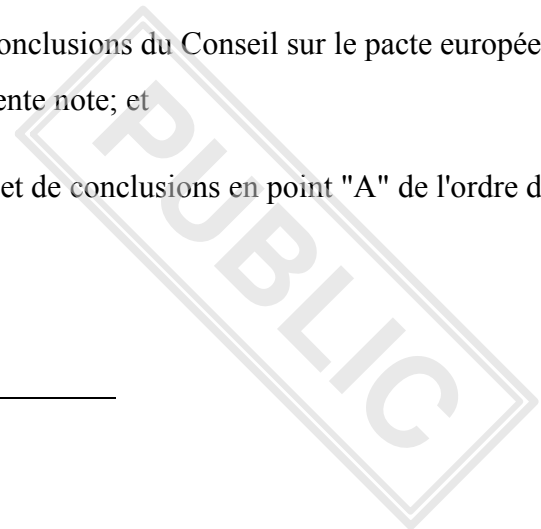 onclusions du Conseil sur le pacte europée
ente note; et
et de conclusions en point "A" de l'ordre d
PUBLIC